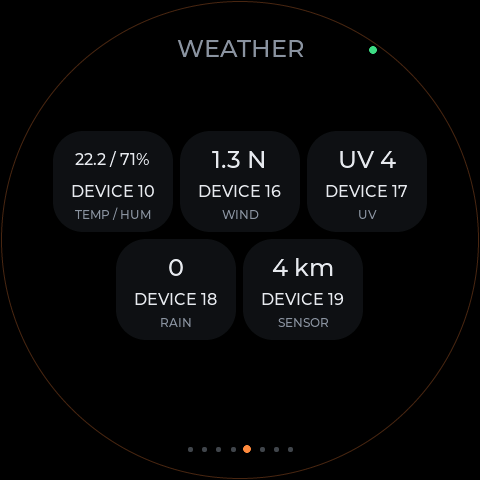 WEATHER
22.2 / 71%
DEVICE 10
TEMP / HUM
1.3 N
DEVICE 16
WIND
UV 4
DEVICE 17
UV
0
DEVICE 18
RAIN
4 km
DEVICE 19
SENSOR